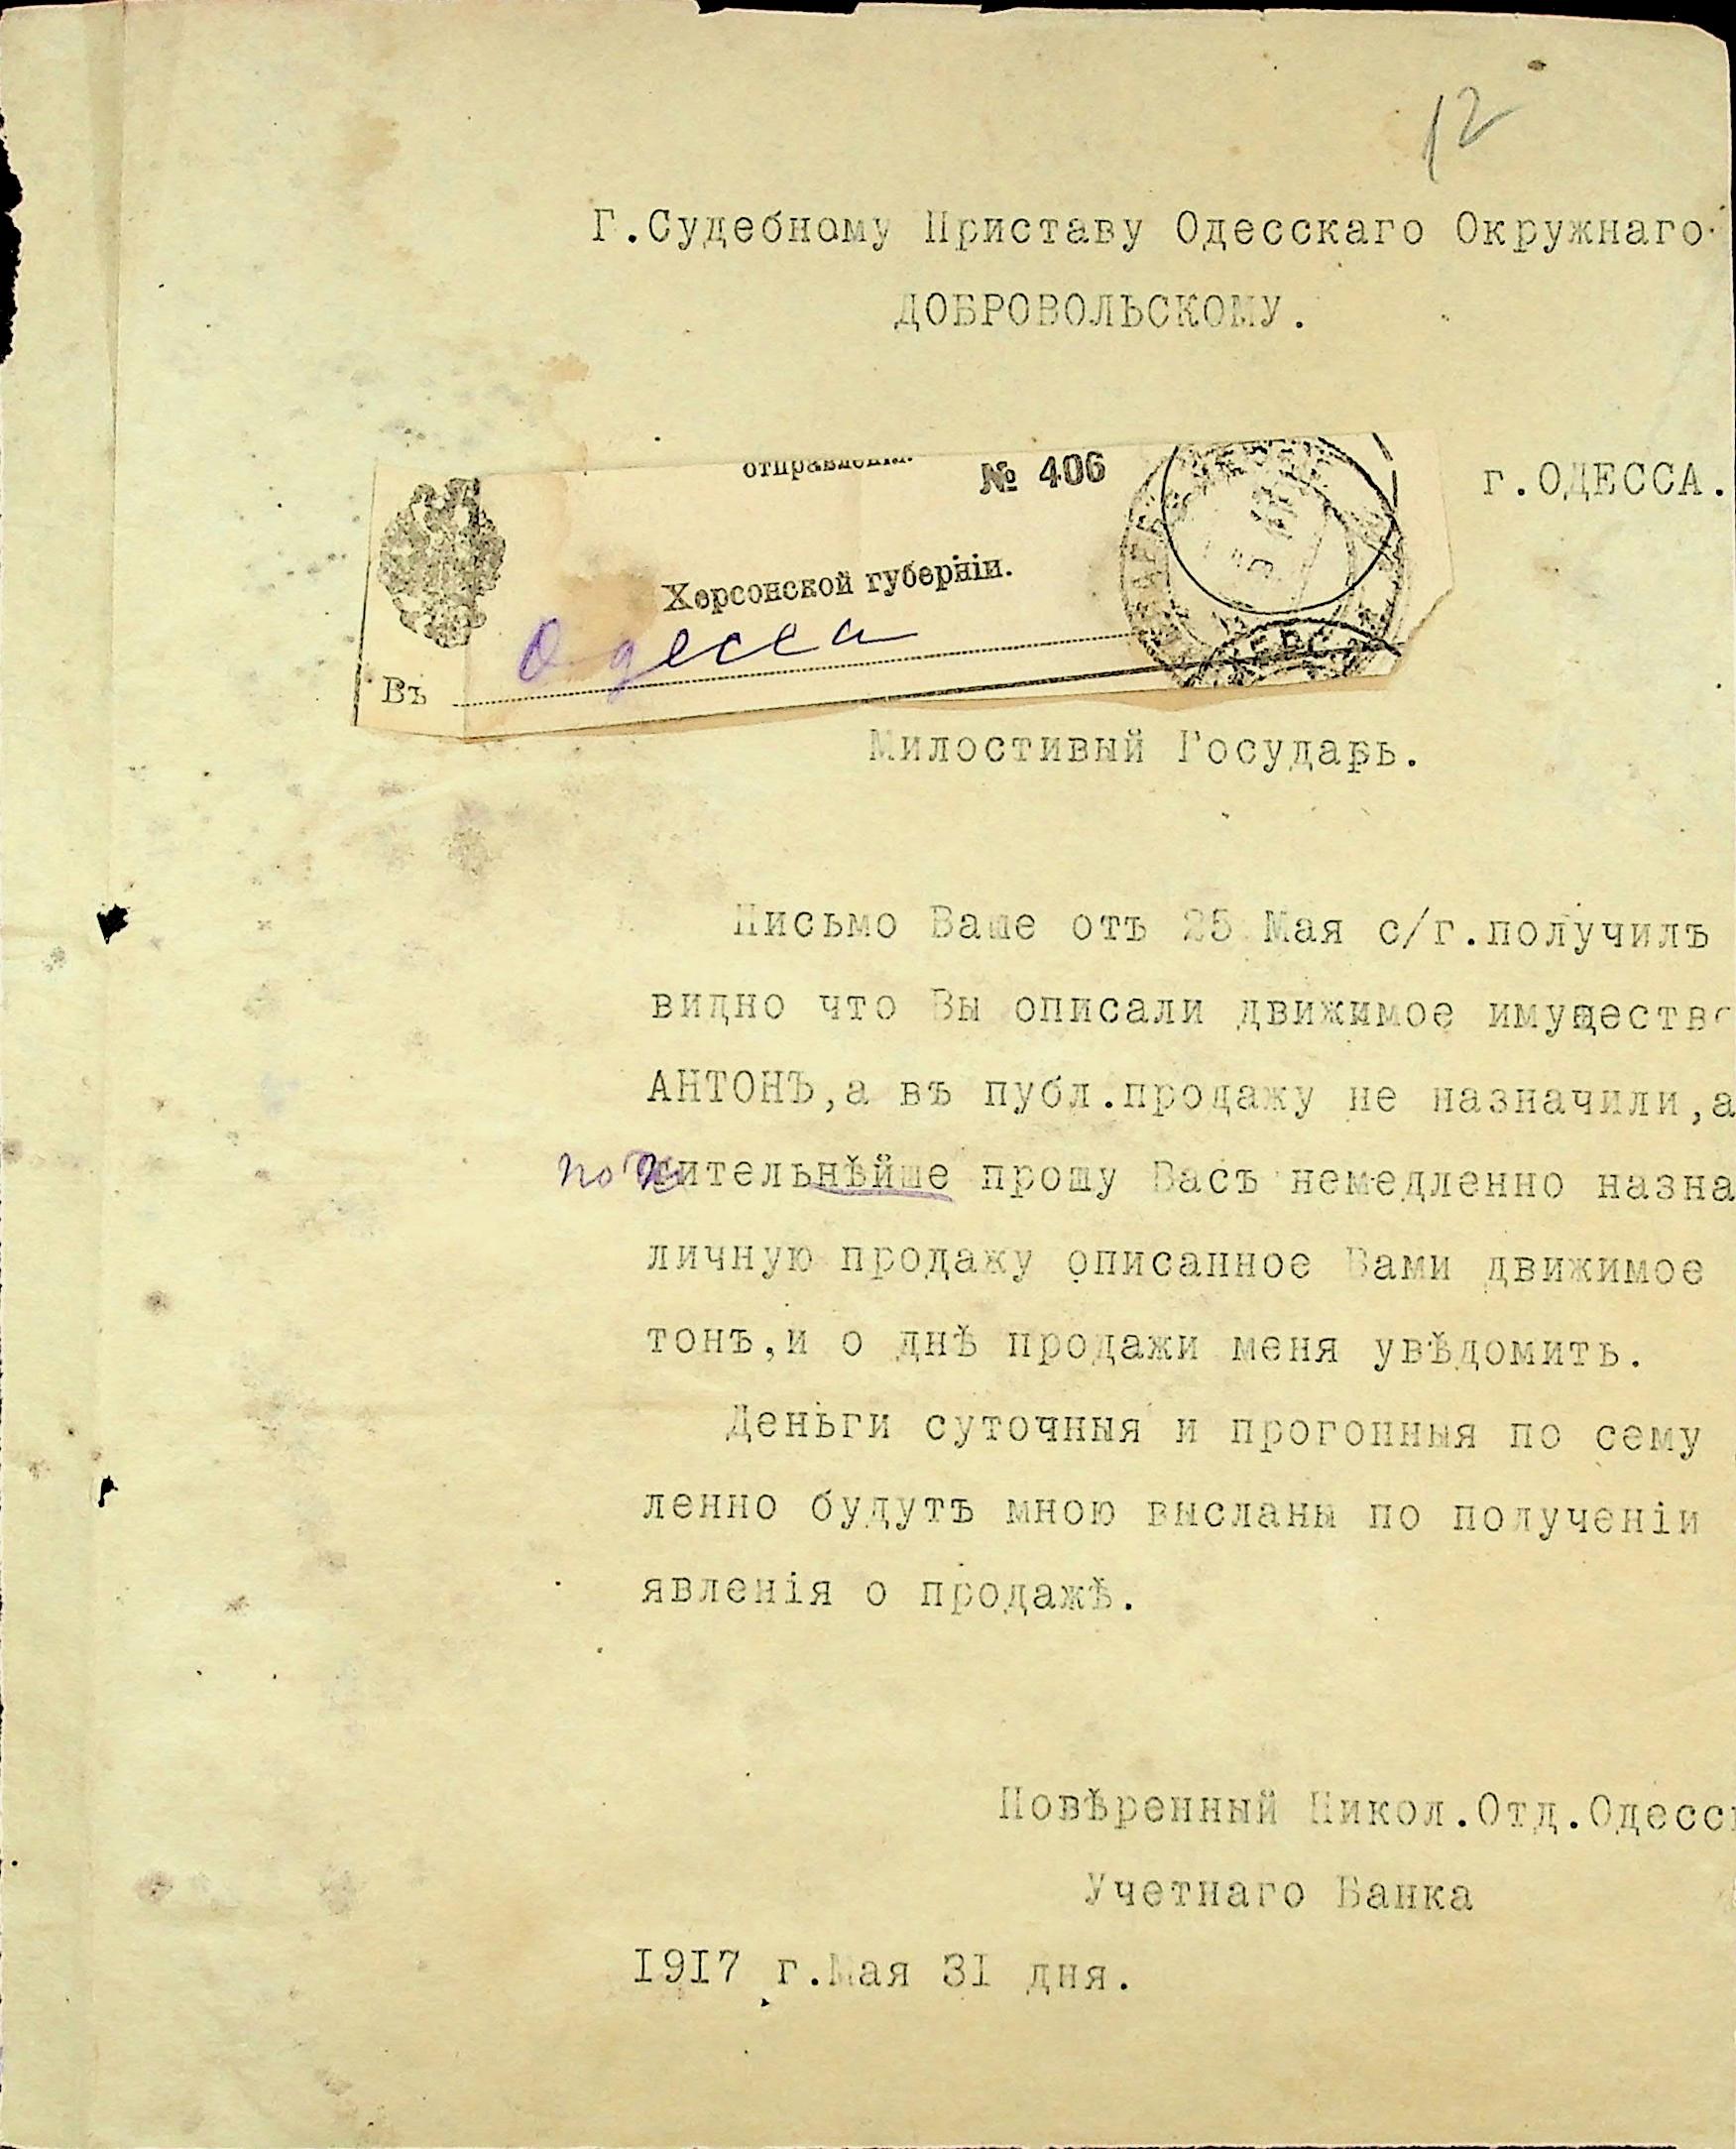 12
Г.Судебному Приставу Одесскаго Окружнаго
ДОБРОВОЛЬСКОМУ.
отправленія.
№ 406
г.ОДЕССА.
Херсонской губерніи.
Одесса
Въ
Милостивый Государь.
Письмо Ваше отъ 25 Мая с/г.получилъ
видно что Вы описали движимое имущество
АНТОНЪ,а въ публ.продажу не назначили,а
почтительнѣйше прошу Васъ немедленно назна
личную продажу описанное Вами движимое
тонъ,и о днѣ продажи меня увѣдомить.
Деньги суточныя и прогонныя по сему
ленно будутъ мною высланы по полученіи
явленія о продажѣ.
Повѣренный Никол.Отд.Одесск
Учетнаго Банка
1917 г.Мая 31 дня.